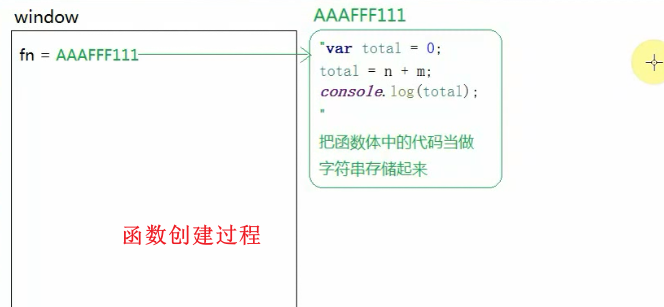 window
AAAFFF111
fn = AAAFFF111
"var total = 0;
total = n + m;
console.log(total);
"
把函数体中的代码当做
字符串存储起来
函数创建过程